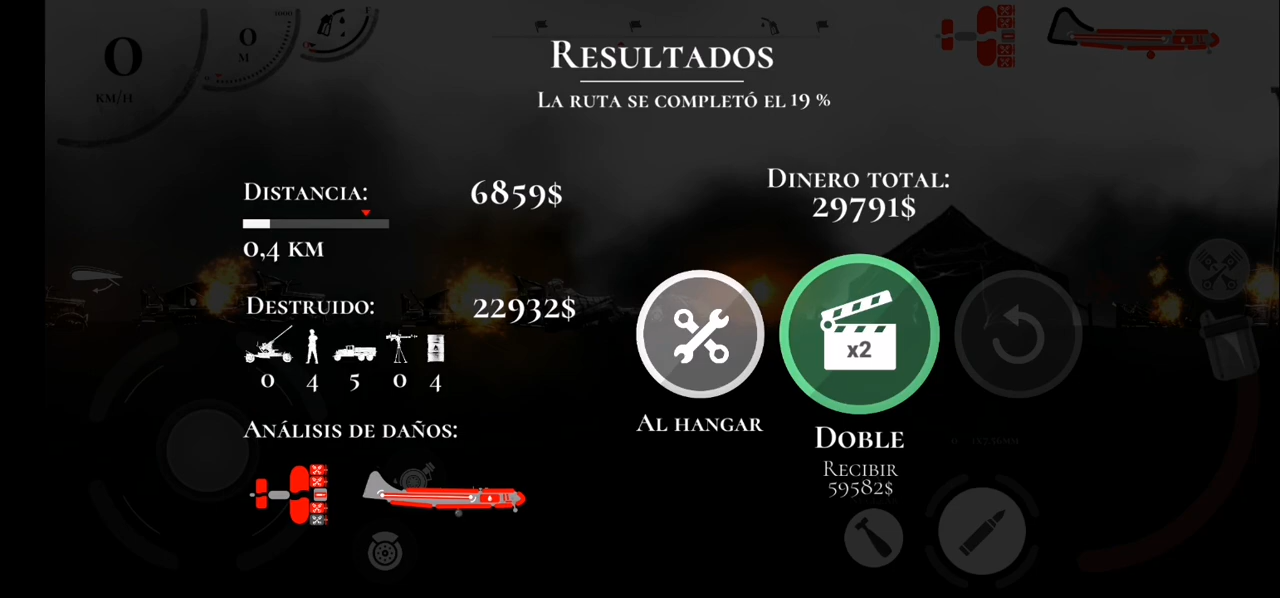 1000
0
KM/H
0
M
Resultados
La ruta se completó el 19 %
Distancia:
6859$
0,4 km
Destruido:
22932$
0 4 5 0 4
Análisis de daños:
Dinero total:
29791$
x2
Al hangar
Doble
Recibir
59582$